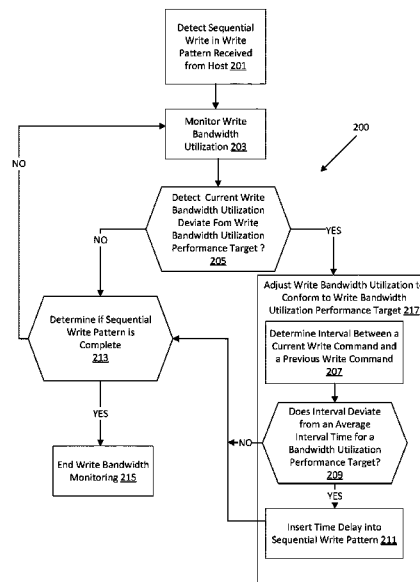 Detect Sequential
Write in Write
Pattern Received
from Host 201
Monitor Write
Bandwidth
Utilization 203
200
NO
Detect Current Write
Bandwidth Utilization
Deviate Fom Write
Bandwidth Utilization
Performance Target ?
205
NO
YES
Adjust Write Bandwidth Utilization to
Conform to Write Bandwidth
Utilization Performance Target 217
Determine Interval Between a
Current Write Command and
a Previous Write Command
207
Determine if Sequential
Write Pattern is
Complete
213
Does Interval Deviate
from an Average
Interval Time for a
Bandwidth Utilization
Performance Target?
209
NO
YES
YES
End Write Bandwidth
Monitoring 215
Insert Time Delay into
Sequential Write Pattern 211